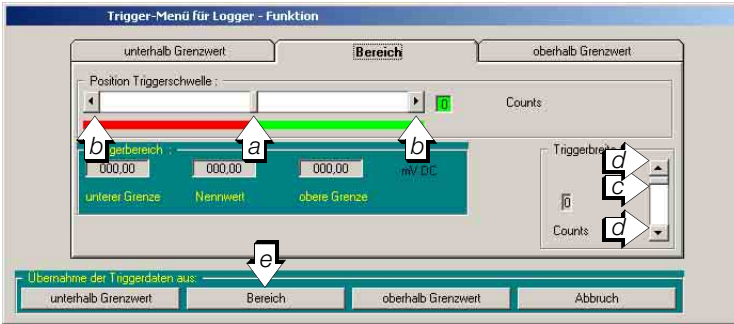 Trigger-Menü für Logger - Funktion
unterhalb Grenzwert Bereich oberhalb Grenzwert
Position Triggerschwelle :
0 Counts
b a b
gerbereich : Triggerbreite
d
000,00 000,00 000,00 mV DC
c
unterer Grenze Nennwert obere Grenze
0
Counts d
e
Übernahme der Triggerdaten aus:
unterhalb Grenzwert Bereich oberhalb Grenzwert Abbruch